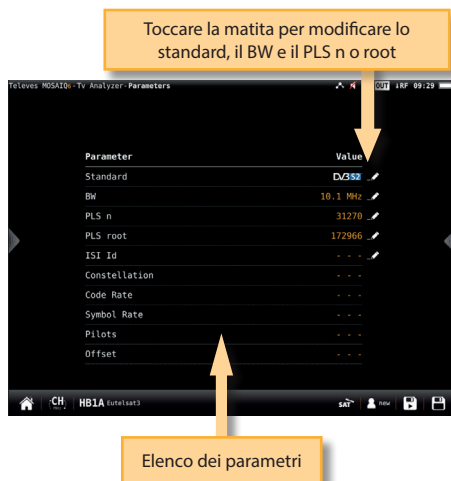 Toccare la matita per modificare lo
standard, il BW e il PLS n o root
Televes MOSAIQ6-Tv Analyzer-Parameters OUT RF 09:29
Parameter Value
Standard DVB S2
BW 10.1 MHz
PLS n 31270
PLS root 172966
ISI Id - - -
Constellation - - -
Code Rate - - -
Symbol Rate - - -
Pilots - - -
Offset - - -
CH HB1A Eutelsat3 SAT new
Elenco dei parametri